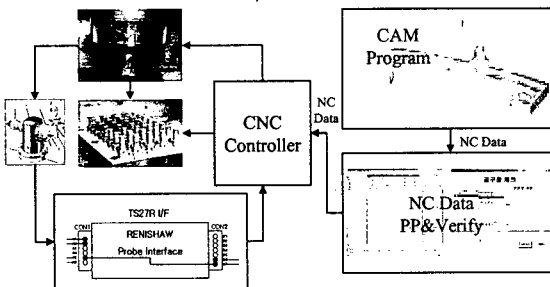 CAM
Program
NC
Data
CNC
Controller
NC Data
NC Data
PP&Verify
TS27R I/F
CON1
CON2
RENISHAW
Probe Interface